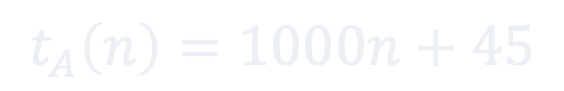 t_A(n) = 1000n + 45